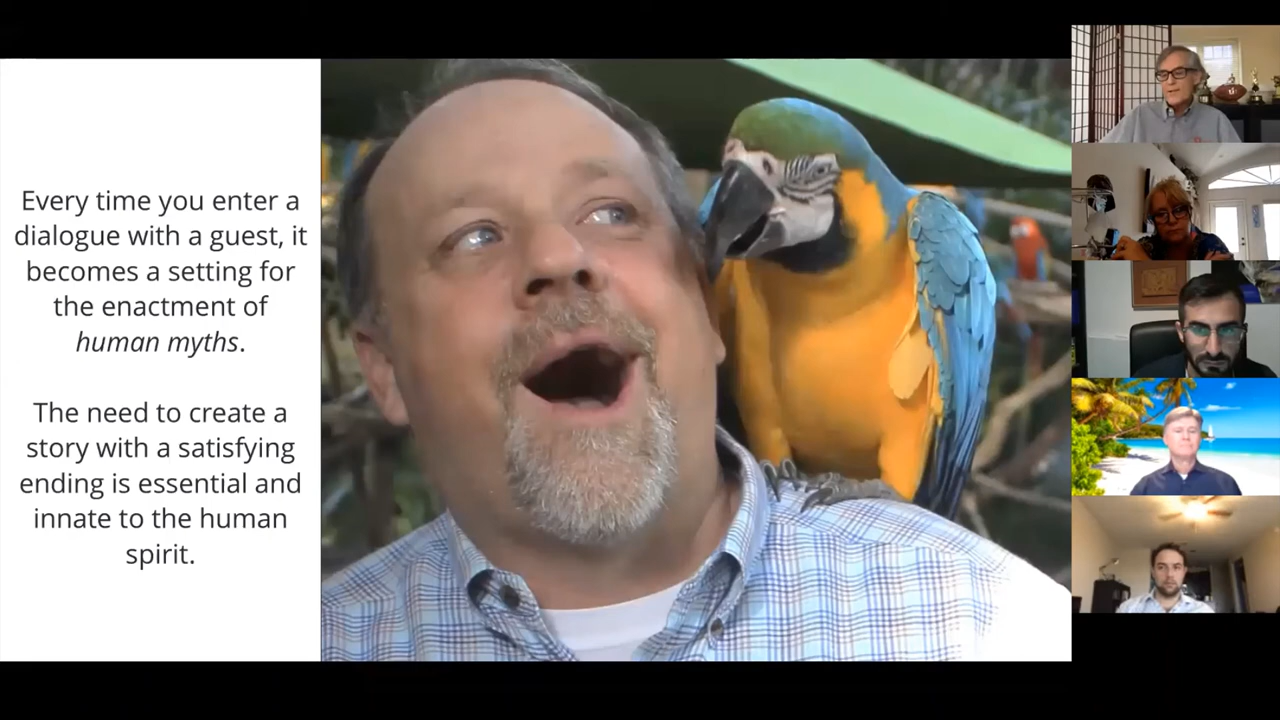 Every time you enter a
dialogue with a guest, it
becomes a setting for
the enactment of
human myths.
The need to create a
story with a satisfying
ending is essential and
innate to the human
spirit.